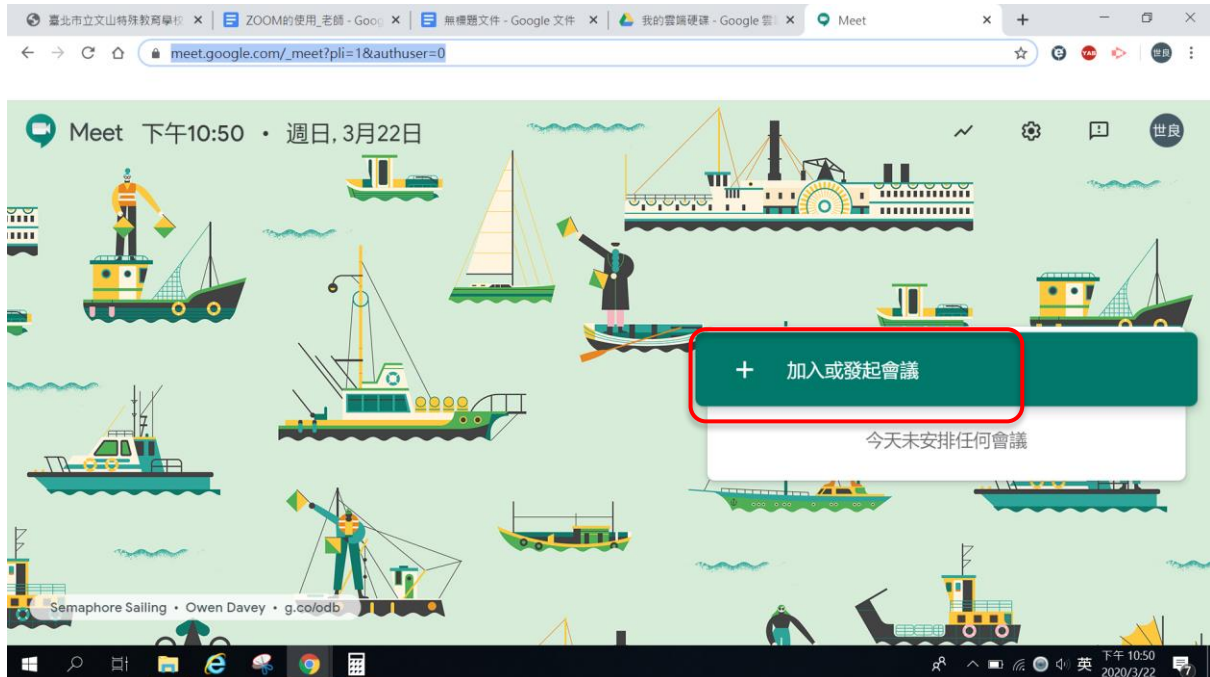 臺北市立文山特殊教育學校
ZOOM的使用_老師 - Goog
無標題文件 - Google 文件
我的雲端硬碟 - Google 雲
Meet
meet.google.com/_meet?pli=1&authuser=0
YAB
世良
Meet 下午10:50 • 週日, 3月22日
世良
+ 加入或發起會議
今天未安排任何會議
Semaphore Sailing • Owen Davey • g.co/odb
英
下午 10:50
2020/3/22
7